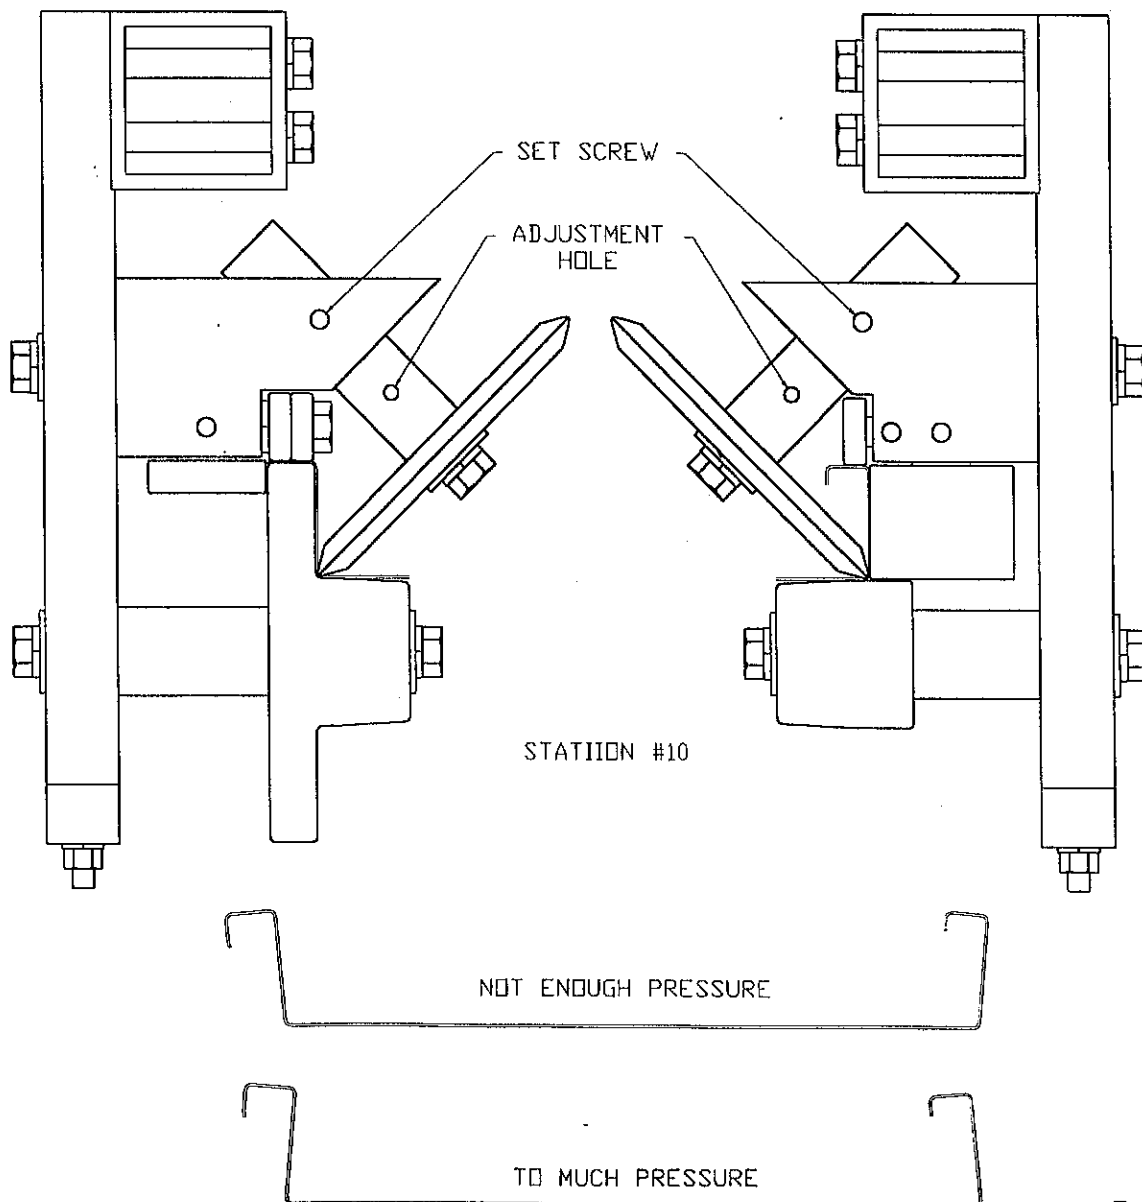 SET SCREW
ADJUSTMENT
HOLE
STATIION #10
NOT ENOUGH PRESSURE
TO MUCH PRESSURE